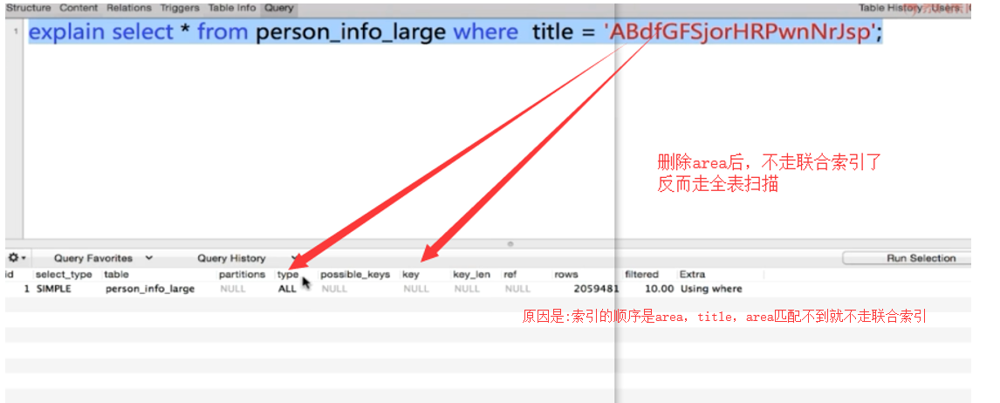 Structure Content Relations Triggers Table Info Query Table History Users
1 explain select * from person_info_large where title = 'ABdfGFSjorHRPwnNrJsp';
删除area后，不走联合索引了
反而走全表扫描
Query Favorites Query History Run Selection
id select_type table partitions type possible_keys key key_len ref rows filtered Extra
1 SIMPLE person_info_large NULL ALL NULL NULL NULL NULL 2059481 10.00 Using where
原因是:索引的顺序是area，title，area匹配不到就不走联合索引